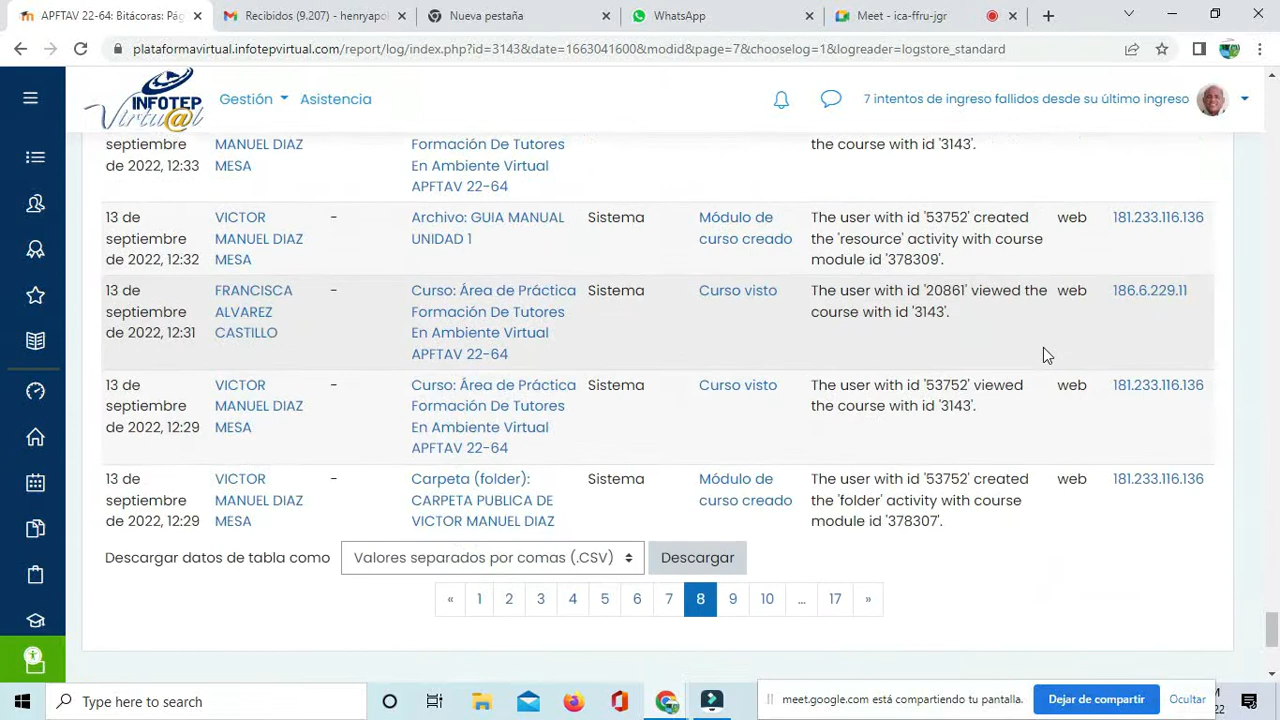 APFTAV 22-64: Bitácoras: Pág
Recibidos (9.207) - henryapol
Nueva pestaña
WhatsApp
Meet - ica-ffru-jgr
plataformavirtual.infotepvirtual.com/report/log/index.php?id=3143&date=1663041600&modid&page=7&chooselog=1&logreader=logstore_standard
INFOTEP
Virtu@l
Gestión
Asistencia
7 intentos de ingreso fallidos desde su último ingreso
septiembre
de 2022, 12:33
MANUEL DIAZ
MESA
Formación De Tutores
En Ambiente Virtual
APFTAV 22-64
the course with id '3143'.
13 de
septiembre
de 2022, 12:32
VICTOR
MANUEL DIAZ
MESA
-
Archivo: GUIA MANUAL
UNIDAD 1
Sistema
Módulo de
curso creado
The user with id '53752' created
the 'resource' activity with course
module id '378309'.
web
181.233.116.136
13 de
septiembre
de 2022, 12:31
FRANCISCA
ALVAREZ
CASTILLO
-
Curso: Área de Práctica
Formación De Tutores
En Ambiente Virtual
APFTAV 22-64
Sistema
Curso visto
The user with id '20861' viewed the
course with id '3143'.
web
186.6.229.11
13 de
septiembre
de 2022, 12:29
VICTOR
MANUEL DIAZ
MESA
-
Curso: Área de Práctica
Formación De Tutores
En Ambiente Virtual
APFTAV 22-64
Sistema
Curso visto
The user with id '53752' viewed
the course with id '3143'.
web
181.233.116.136
13 de
septiembre
de 2022, 12:29
VICTOR
MANUEL DIAZ
MESA
-
Carpeta (folder):
CARPETA PUBLICA DE
VICTOR MANUEL DIAZ
Sistema
Módulo de
curso creado
The user with id '53752' created
the 'folder' activity with course
module id '378307'.
web
181.233.116.136
Descargar datos de tabla como
Valores separados por comas (.CSV)
Descargar
« 1 2 3 4 5 6 7 8 9 10 ... 17 »
Type here to search
meet.google.com está compartiendo tu pantalla.
Dejar de compartir
Ocultar